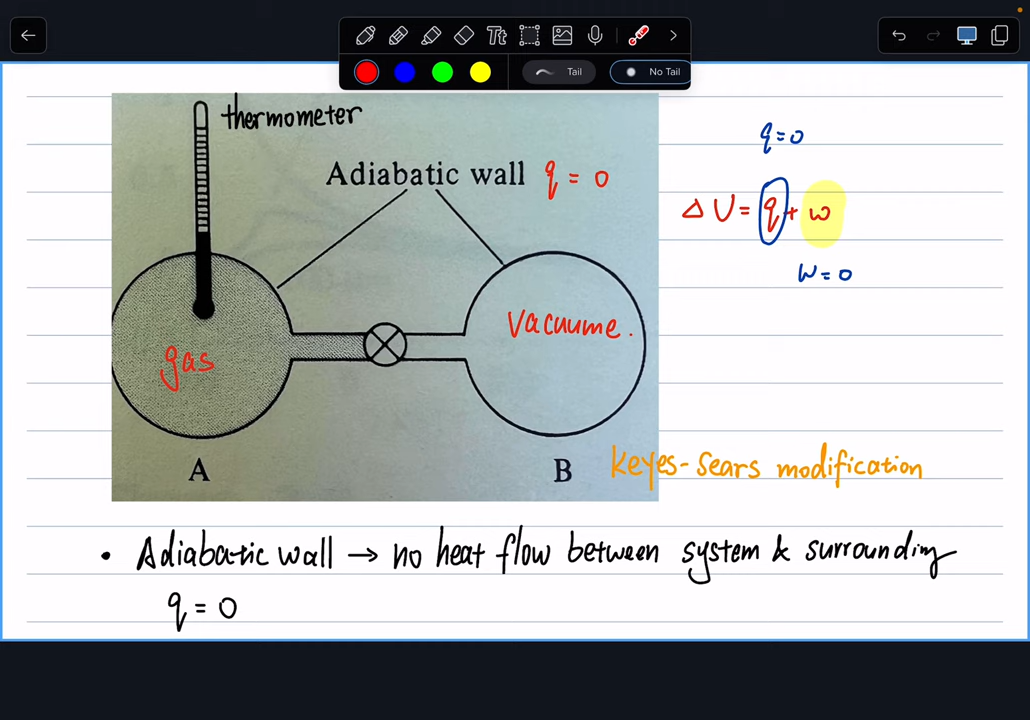 Tt
Tail
No Tail
thermometer
Adiabatic wall q = 0
q = 0
Δ U = q + w
w = 0
Vacuume.
gas
A
B
Keyes-Sears modification
• Adiabatic wall → no heat flow between system & surrounding
q = 0